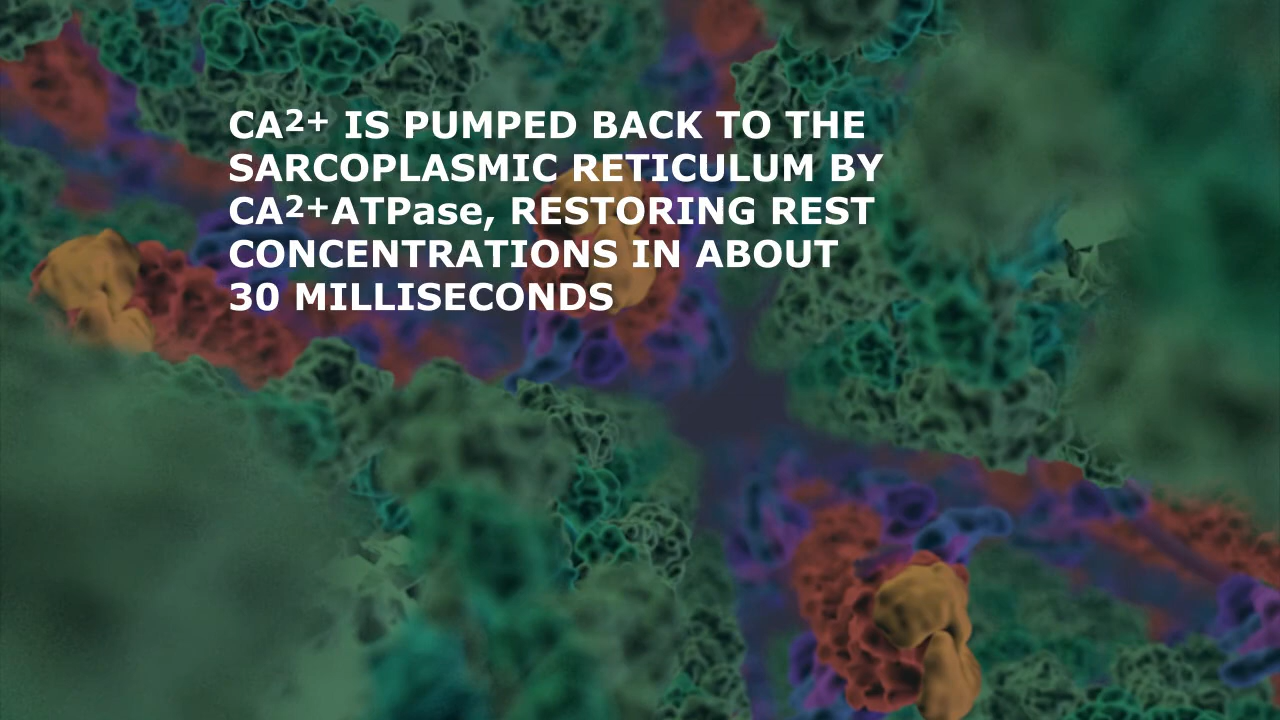 CA²⁺ IS PUMPED BACK TO THE
SARCOPLASMIC RETICULUM BY
CA²⁺ATPase, RESTORING REST
CONCENTRATIONS IN ABOUT
30 MILLISECONDS